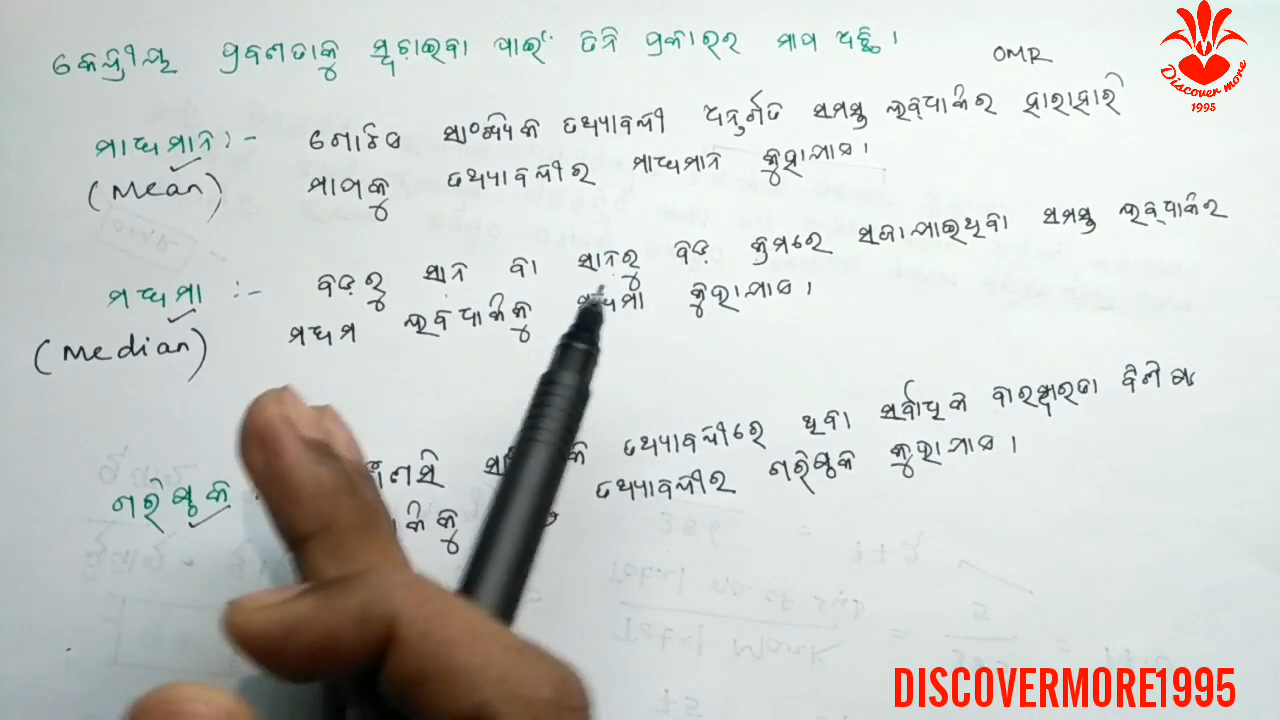 କେନ୍ଦ୍ରୀୟ ପ୍ରବଣତାକୁ ସୂଚାଇବା ପାଇଁ ତିନି ପ୍ରକାରର ମାପ ଅଛି ।
OMR
Discover more
1995
ମାଧ୍ୟମାନ :- ଗୋଟିଏ ସାଂଖ୍ୟିକ ତଥ୍ୟାବଳୀ ଅନ୍ତର୍ଗତ ସମସ୍ତ ଲବ୍ଧାଙ୍କର ହାରାହାରି
(Mean) ମାପକୁ ତଥ୍ୟାବଳୀର ମାଧ୍ୟମାନ କୁହାଯାଏ ।
ମଧ୍ୟମା :- ବଡ଼ରୁ ସାନ ବା ସାନରୁ ବଡ଼ କ୍ରମରେ ସଜାଯାଇଥିବା ସମସ୍ତ ଲବ୍ଧାଙ୍କର
(Median) ମଧ୍ୟମ ଲବ୍ଧାଙ୍କକୁ ମଧ୍ୟମା କୁହାଯାଏ ।
ଗରିଷ୍ଠକ ତଥ୍ୟାବଳୀରେ ଥିବା ସର୍ବାଧିକ ବାରମ୍ବାରତା ବିଶିଷ୍ଟ
ତଥ୍ୟାବଳୀର ଗରିଷ୍ଠକ କୁହାଯାଏ ।
DISCOVERMORE1995